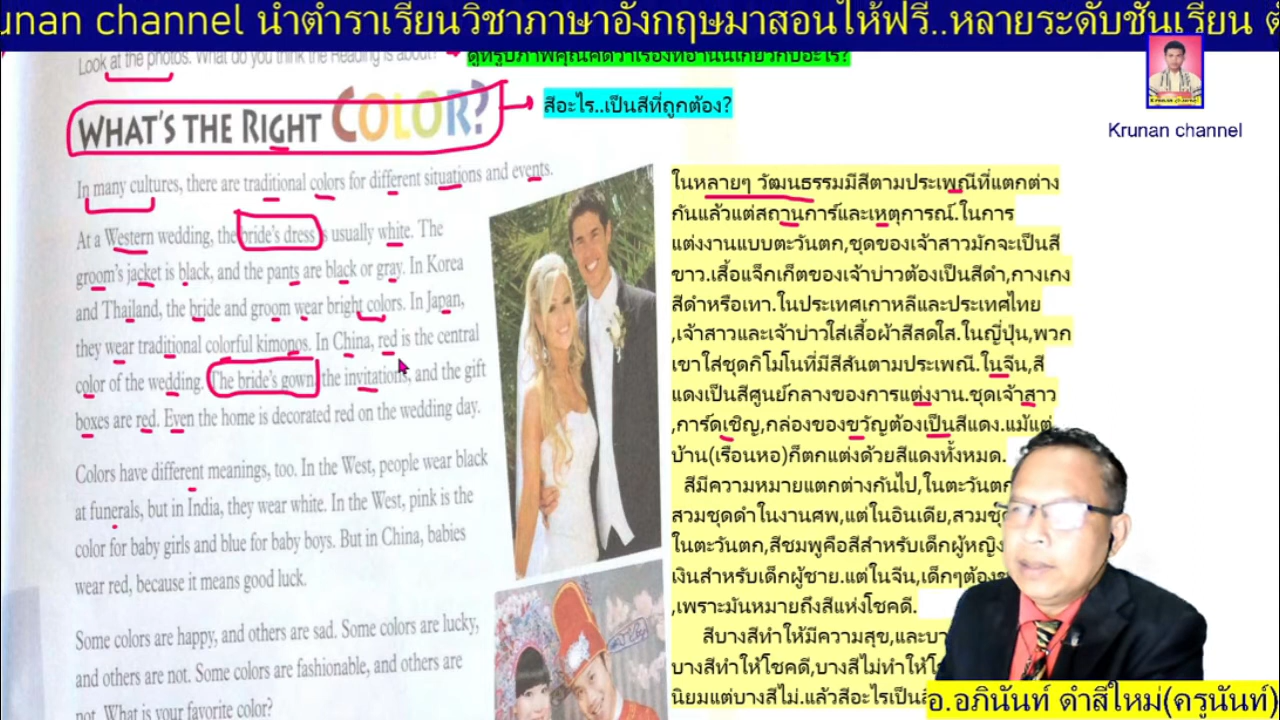 unan channel นำตำราเรียนวิชาภาษาอังกฤษมาสอนให้ฟรี..หลายระดับชั้นเรียน
Look at the photos. What do you think the Reading is about?
ดูที่รูปภาพคุณคิดว่าเรื่องที่อ่านนี้เกี่ยวกับอะไร?
WHAT'S THE RIGHT COLOR?
สีอะไร..เป็นสีที่ถูกต้อง?
Krunan channel
In many cultures, there are traditional colors for different situations and events.
At a Western wedding, the bride's dress is usually white. The
groom's jacket is black, and the pants are black or gray. In Korea
and Thailand, the bride and groom wear bright colors. In Japan,
they wear traditional colorful kimonos. In China, red is the central
color of the wedding. The bride's gown, the invitations, and the gift
boxes are red. Even the home is decorated red on the wedding day.
Colors have different meanings, too. In the West, people wear black
at funerals, but in India, they wear white. In the West, pink is the
color for baby girls and blue for baby boys. But in China, babies
wear red, because it means good luck.
Some colors are happy, and others are sad. Some colors are lucky,
and others are not. Some colors are fashionable, and others are
not. What is your favorite color?
ในหลายๆ วัฒนธรรมมีสีตามประเพณีที่แตกต่าง
กันแล้วแต่สถานการ์และเหตุการณ์.ในการ
แต่งงานแบบตะวันตก,ชุดของเจ้าสาวมักจะเป็นสี
ขาว.เสื้อแจ็กเก็ตของเจ้าบ่าวต้องเป็นสีดำ,กางเกง
สีดำหรือเทา.ในประเทศเกาหลีและประเทศไทย
,เจ้าสาวและเจ้าบ่าวใส่เสื้อผ้าสีสดใส.ในญี่ปุ่น,พวก
เขาใส่ชุดกิโมโนที่มีสีสันตามประเพณี.ในจีน,สี
แดงเป็นสีศูนย์กลางของการแต่งงาน.ชุดเจ้าสาว
,การ์ดเชิญ,กล่องของขวัญต้องเป็นสีแดง.แม้แต่
บ้าน(เรือนหอ)ก็ตกแต่งด้วยสีแดงทั้งหมด.
สีมีความหมายแตกต่างกันไป,ในตะวันตก
สวมชุดดำในงานศพ,แต่ในอินเดีย,สวมชุด
ในตะวันตก,สีชมพูคือสีสำหรับเด็กผู้หญิง
เงินสำหรับเด็กผู้ชาย.แต่ในจีน,เด็กๆต้อง
,เพราะมันหมายถึงสีแห่งโชคดี.
สีบางสีทำให้มีความสุข,และ
บางสีทำให้โชคดี,บางสีไม่ทำให้
นิยมแต่บางสีไม่.แล้วสีอะไรเป็น
อ.อภินันท์ ดำสีใหม่(ครูนันท์)